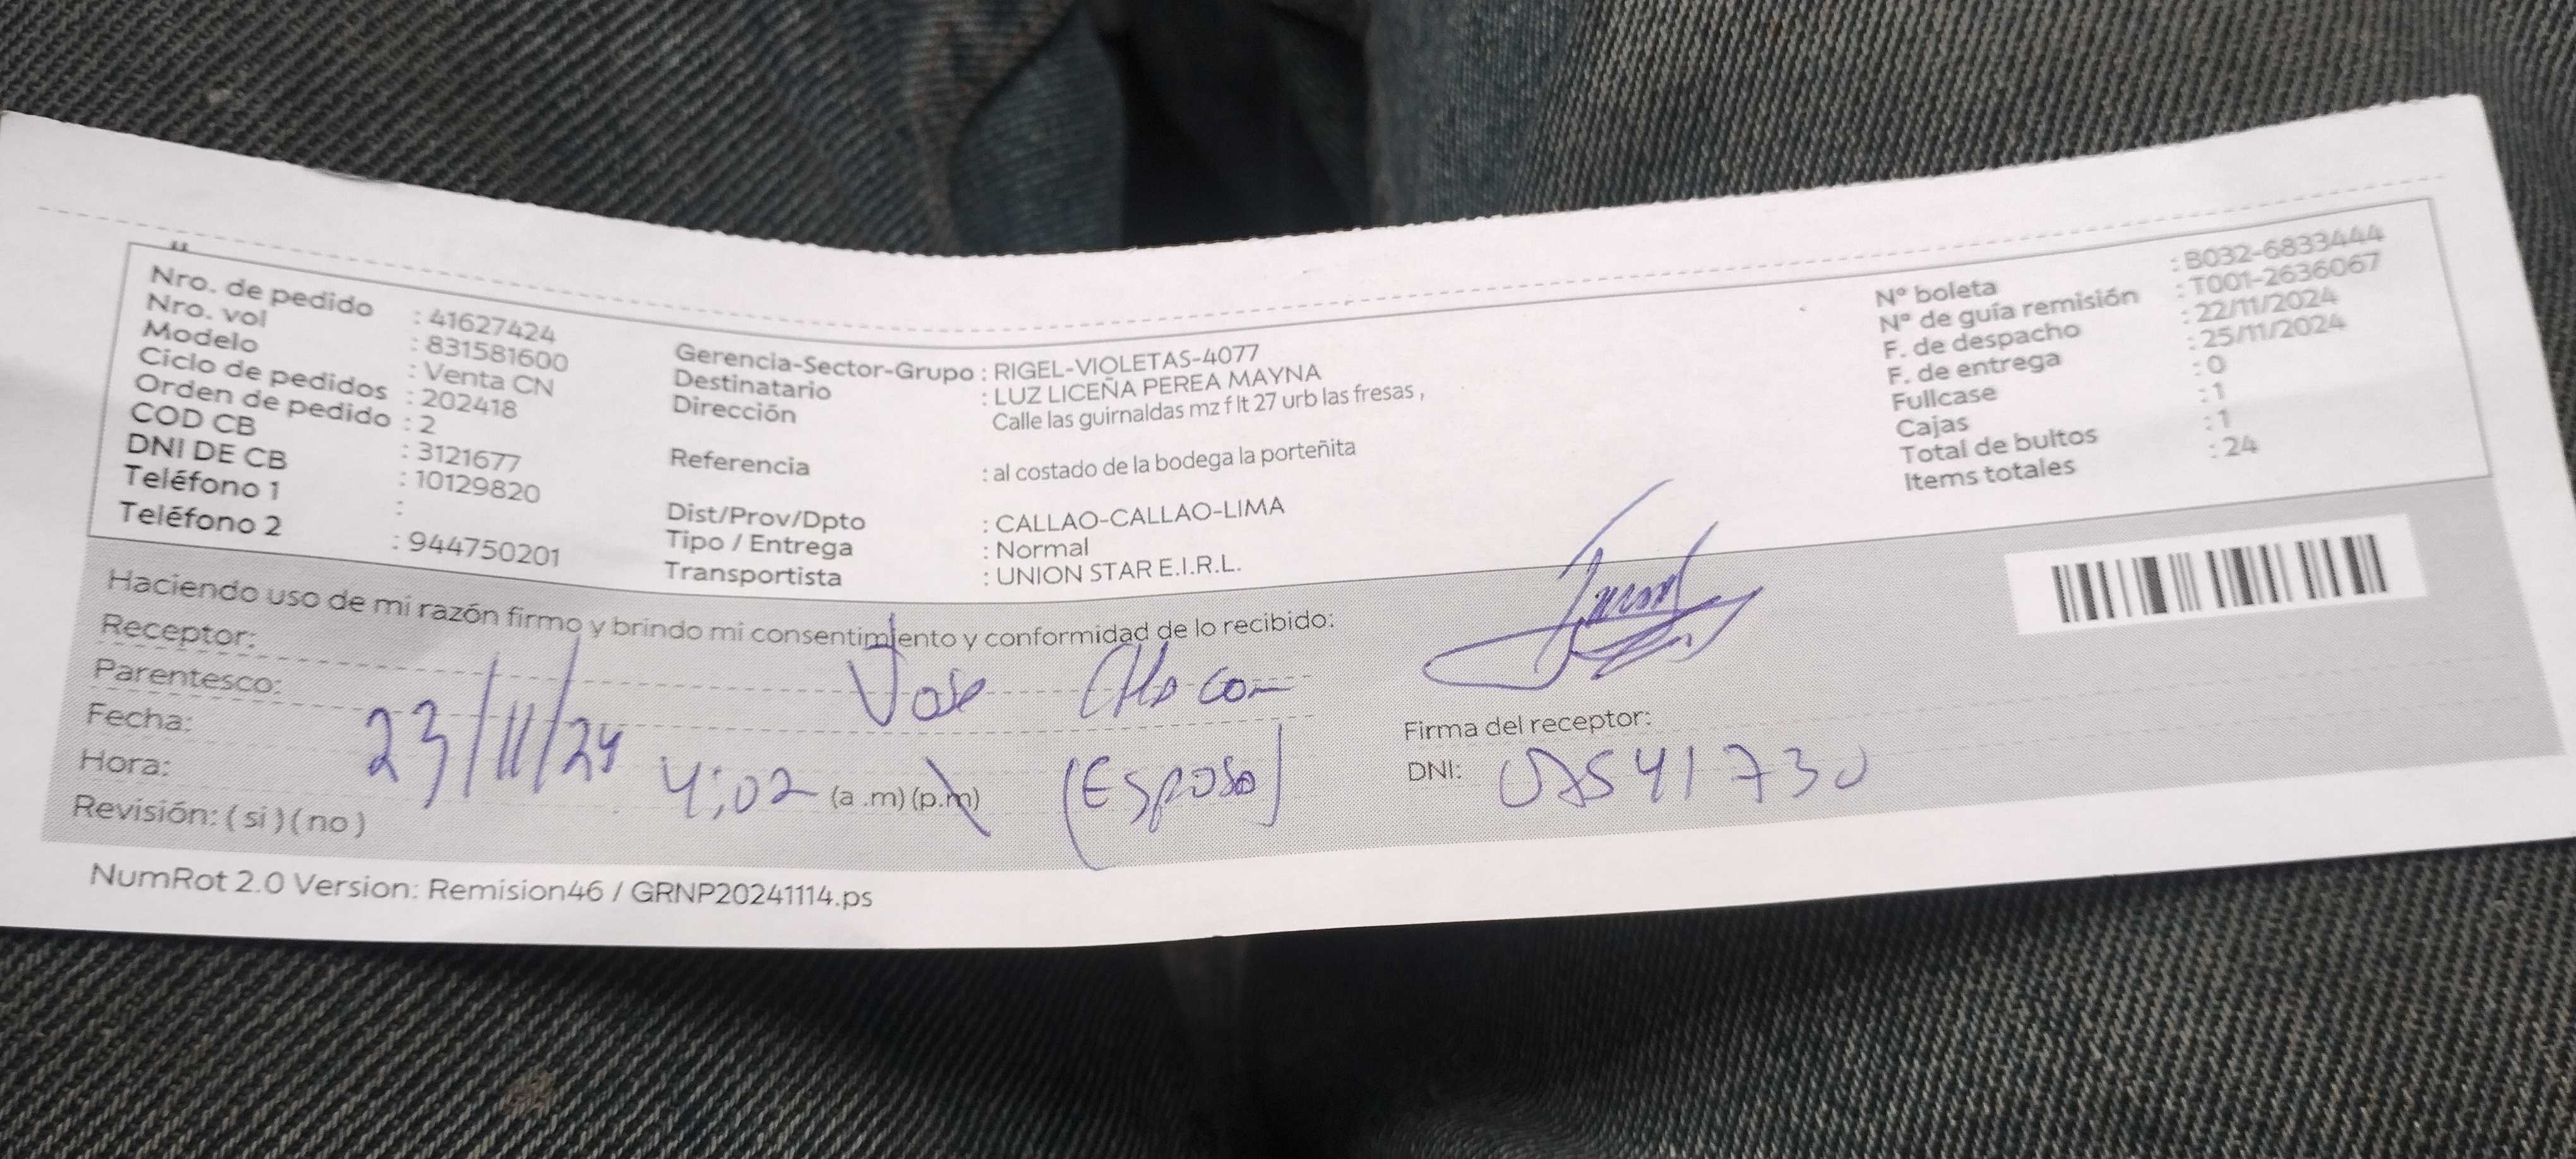 Nro. de pedido : 41627424
Nro. vol : 831581600
Modelo : Venta CN
Ciclo de pedidos : 202418
Orden de pedido : 2
COD CB : 3121677
DNI DE CB : 10129820
Teléfono 1 :
Teléfono 2 : 944750201
Gerencia-Sector-Grupo : RIGEL-VIOLETAS-4077
Destinatario : LUZ LICEÑA PEREA MAYNA
Dirección Calle las guirnaldas mz f lt 27 urb las fresas ,
Referencia : al costado de la bodega la porteñita
Dist/Prov/Dpto : CALLAO-CALLAO-LIMA
Tipo / Entrega : Normal
Transportista : UNION STAR E.I.R.L.
Nº boleta : B032-6833444
Nº de guía remisión : T001-2636067
F. de despacho : 22/11/2024
F. de entrega : 25/11/2024
Fullcase : 0
Cajas : 1
Total de bultos : 1
Items totales : 24
Haciendo uso de mi razón firmo y brindo mi consentimiento y conformidad de lo recibido:
Receptor: Jose
Parentesco: (Esposo)
Fecha: 23/11/24
Hora: 4:02 (a .m) (p.m)
Revisión: ( si ) ( no )
Firma del receptor:
DNI:
NumRot 2.0 Version: Remision46 / GRNP20241114.ps